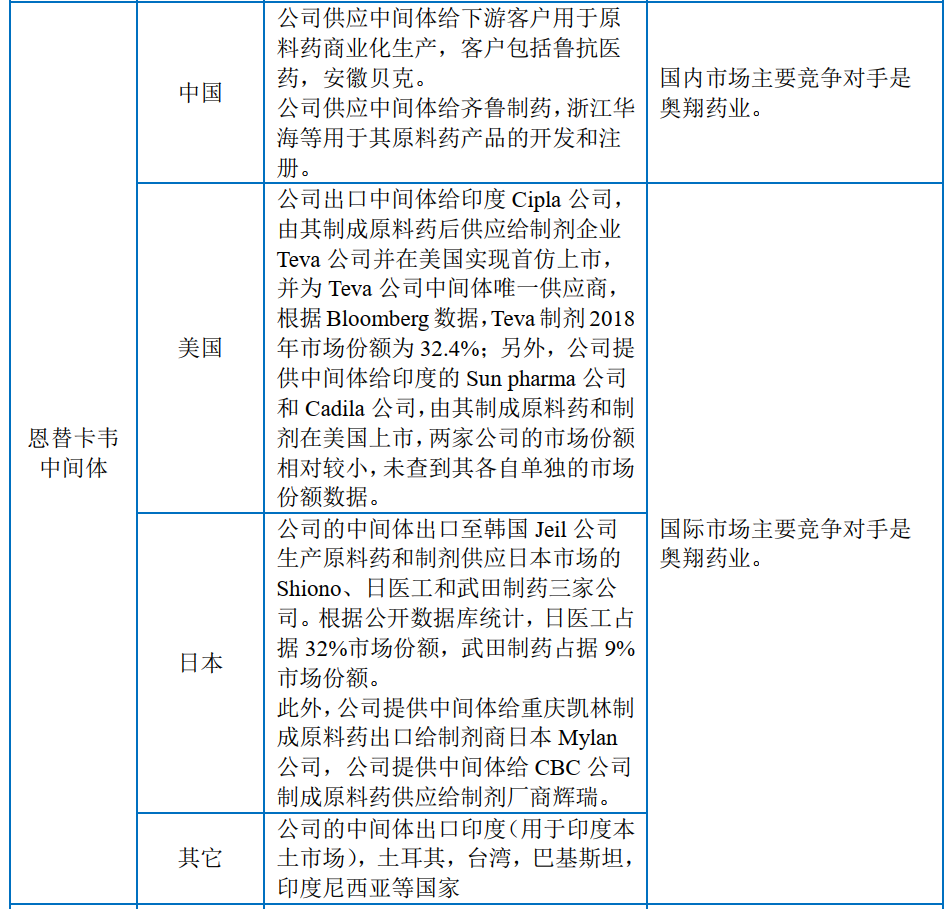 公司供应中间体给下游客户用于原
料药商业化生产，客户包括鲁抗医
药，安徽贝克。
公司供应中间体给齐鲁制药，浙江华
海等用于其原料药产品的开发和注
册。
中国
国内市场主要竞争对手是
奥翔药业。
恩替卡韦
中间体
美国
公司出口中间体给印度 Cipla 公司，
由其制成原料药后供应给制剂企业
Teva 公司并在美国实现首仿上市，
并为 Teva 公司中间体唯一供应商，
根据 Bloomberg 数据，Teva 制剂 2018
年市场份额为 32.4%；另外，公司提
供中间体给印度的 Sun pharma 公司
和 Cadila 公司，由其制成原料药和制
剂在美国上市，两家公司的市场份额
相对较小，未查到其各自单独的市场
份额数据。
日本
公司的中间体出口至韩国 Jeil 公司
生产原料药和制剂供应日本市场的
Shiono、日医工和武田制药三家公
司。根据公开数据库统计，日医工占
据 32%市场份额，武田制药占据 9%
市场份额。
此外，公司提供中间体给重庆凯林制
成原料药出口给制剂商日本 Mylan
公司，公司提供中间体给 CBC 公司
制成原料药供应给制剂厂商辉瑞。
国际市场主要竞争对手是
奥翔药业。
其它
公司的中间体出口印度（用于印度本
土市场），土耳其，台湾，巴基斯坦，
印度尼西亚等国家